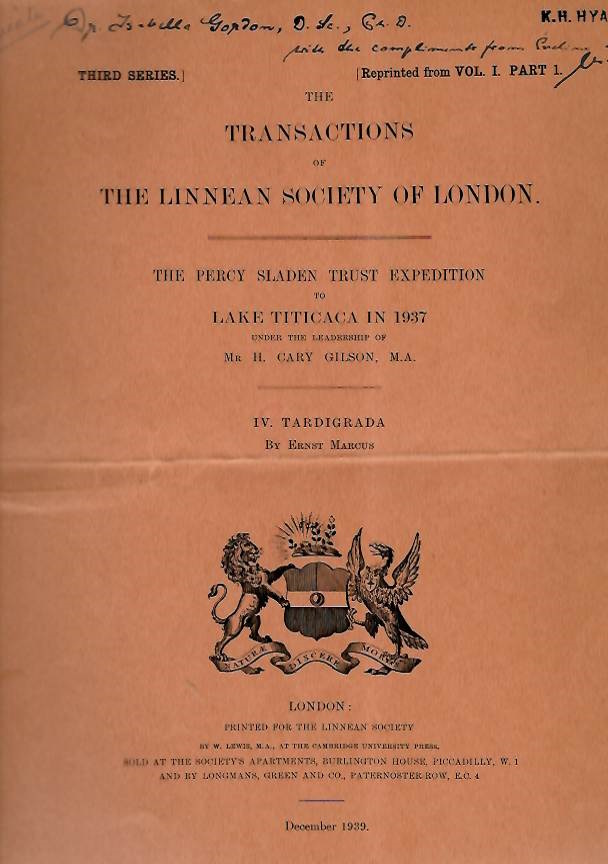 Dr. Isabella Gordon, D. Sc., Ph. D.
K.H. HYA
with the compliments from
THIRD SERIES.]
[Reprinted from VOL. I. PART 1.
THE
TRANSACTIONS
OF
THE LINNEAN SOCIETY OF LONDON.
THE PERCY SLADEN TRUST EXPEDITION
TO
LAKE TITICACA IN 1937
UNDER THE LEADERSHIP OF
MR H. CARY GILSON, M.A.
IV. TARDIGRADA
BY ERNST MARCUS
NATURÆ DISCERE MORES
LONDON:
PRINTED FOR THE LINNEAN SOCIETY
BY W. LEWIS, M.A., AT THE CAMBRIDGE UNIVERSITY PRESS,
SOLD AT THE SOCIETY'S APARTMENTS, BURLINGTON HOUSE, PICCADILLY, W. 1
AND BY LONGMANS, GREEN AND CO., PATERNOSTER-ROW, E.C. 4
December 1939.